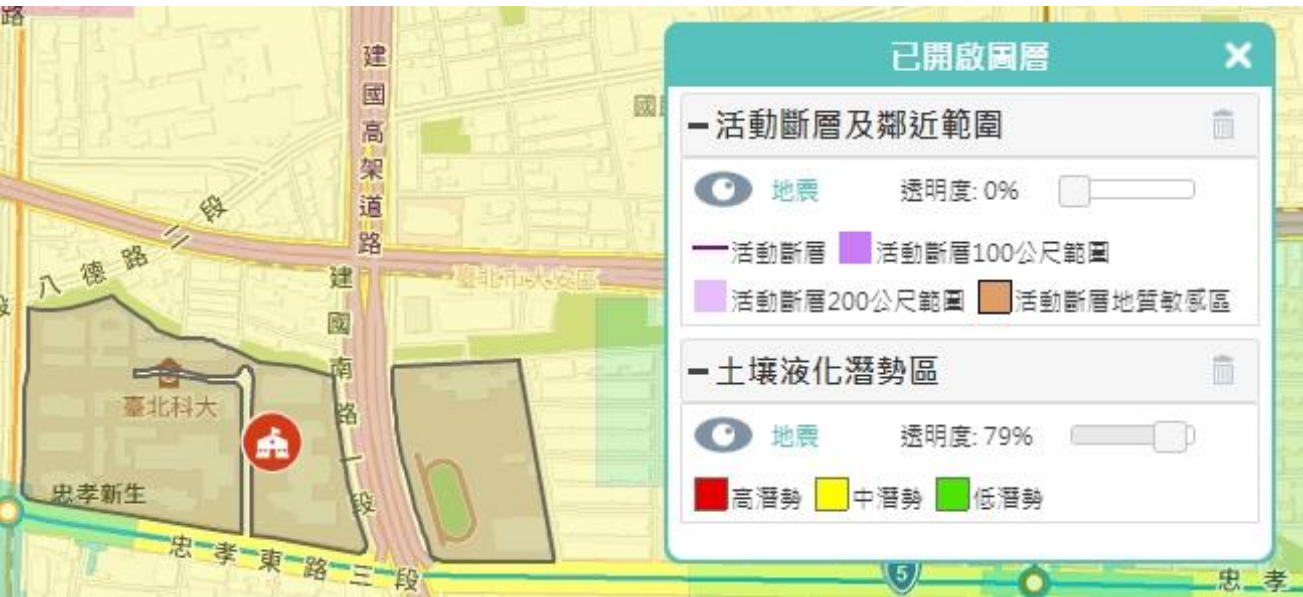 路
建國高架道路
國
八德路二段
段
建國南路一段
臺北市大安區
臺北科大
忠孝新生
忠孝東路三段
5
忠孝
已開啟圖層
活動斷層及鄰近範圍
地震 透明度: 0%
活動斷層 活動斷層100公尺範圍
活動斷層200公尺範圍 活動斷層地質敏感區
土壤液化潛勢區
地震 透明度: 79%
高潛勢 中潛勢 低潛勢